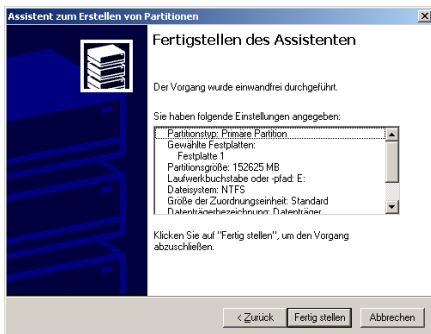 Assistent zum Erstellen von Partitionen
Fertigstellen des Assistenten
Der Vorgang wurde einwandfrei durchgeführt.
Sie haben folgende Einstellungen angegeben:
Partitionstyp: Primäre Partition
Gewählte Festplatten:
Festplatte 1
Partitionsgröße: 152625 MB
Laufwerkbuchstabe oder -pfad: E:
Dateisystem: NTFS
Größe der Zuordnungseinheit: Standard
Datenträgerbezeichnung: Datenträger
Klicken Sie auf "Fertig stellen", um den Vorgang
abzuschließen.
< Zurück Fertig stellen Abbrechen